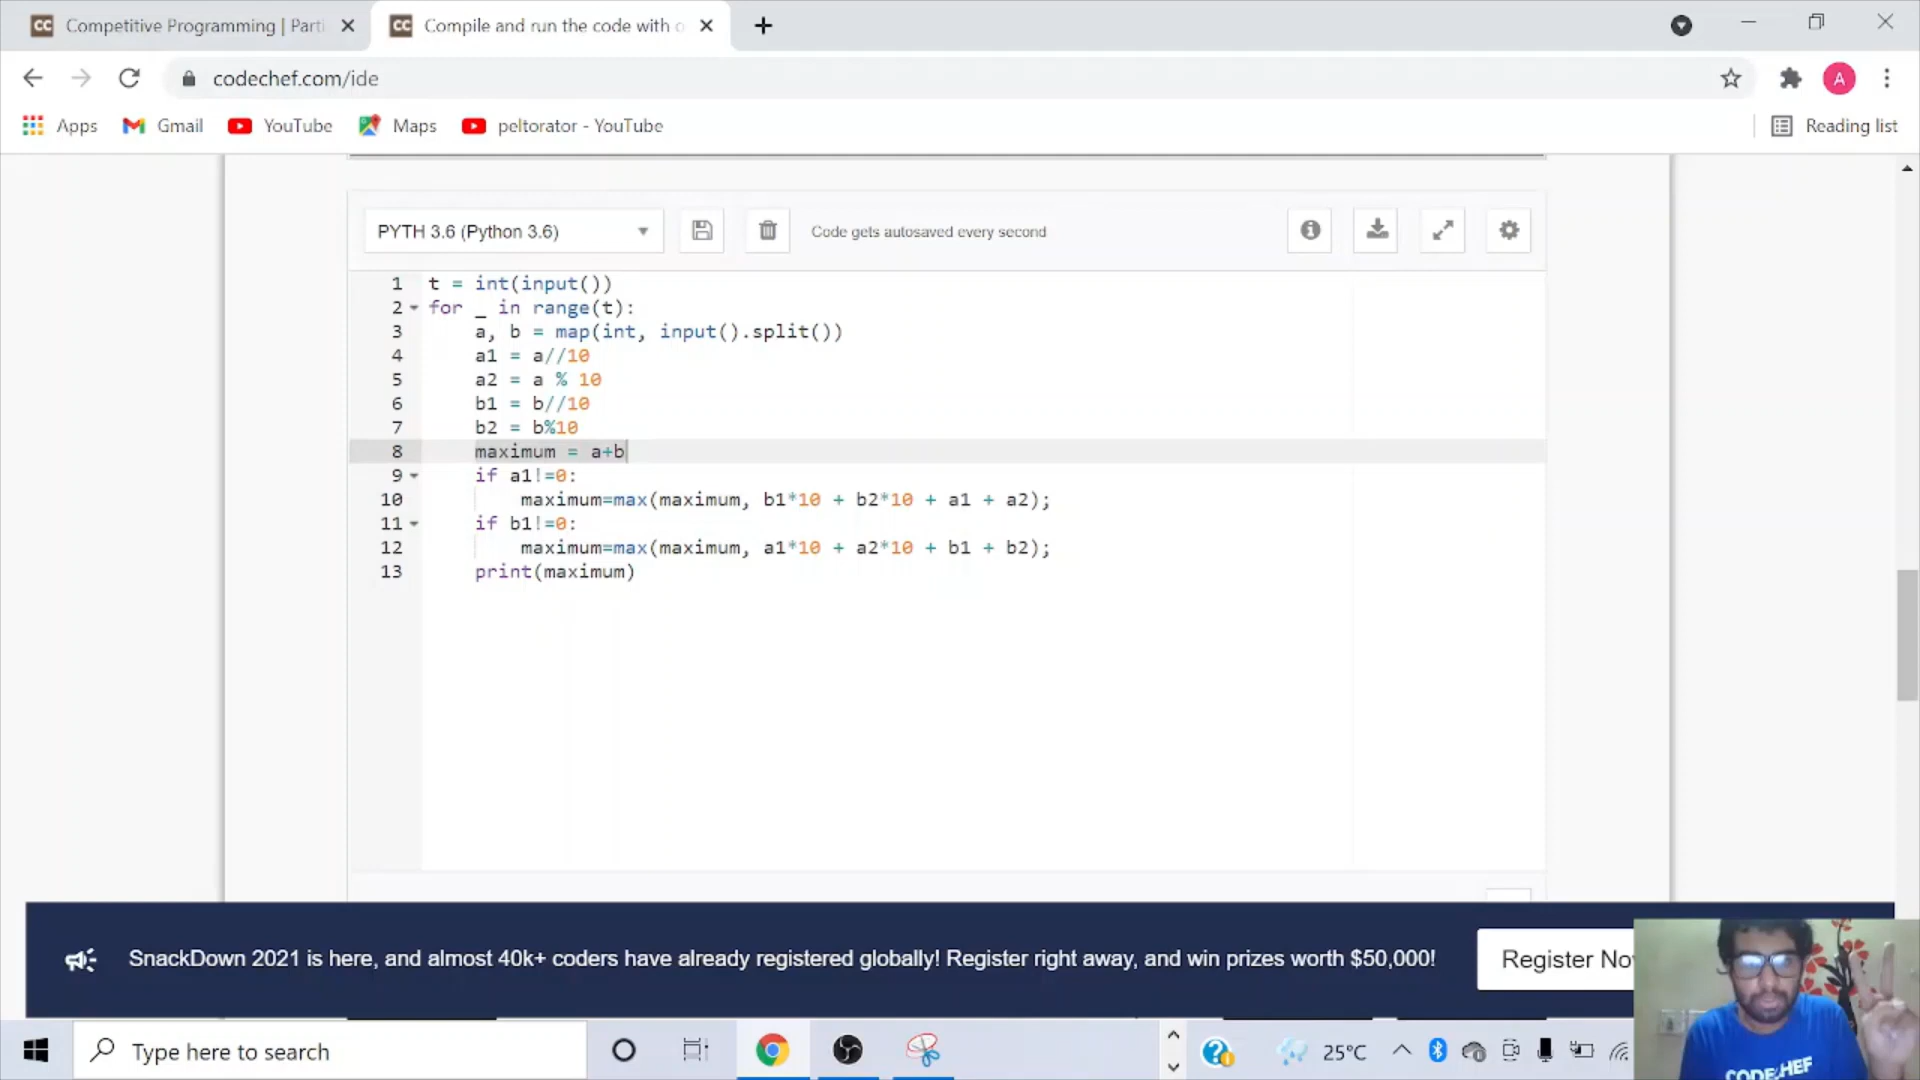 Competitive Programming | Parti
Compile and run the code with o
codechef.com/ide
A
Apps
Gmail
YouTube
Maps
peltorator - YouTube
Reading list
PYTH 3.6 (Python 3.6)
Code gets autosaved every second
1 t = int(input())
2 for _ in range(t):
3 a, b = map(int, input().split())
4 a1 = a//10
5 a2 = a % 10
6 b1 = b//10
7 b2 = b%10
8 maximum = a+b
9 if a1!=0:
10 maximum=max(maximum, b1*10 + b2*10 + a1 + a2);
11 if b1!=0:
12 maximum=max(maximum, a1*10 + a2*10 + b1 + b2);
13 print(maximum)
SnackDown 2021 is here, and almost 40k+ coders have already registered globally! Register right away, and win prizes worth $50,000!
Register No
Type here to search
25°C
CODECHEF